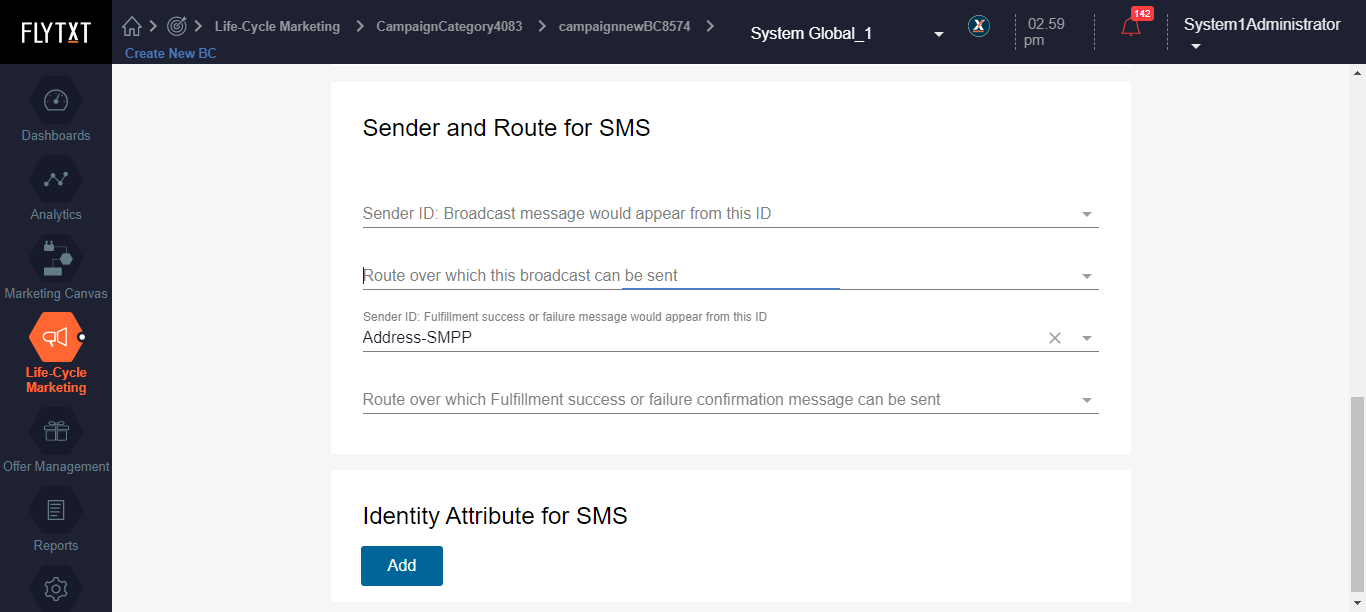 FLYTXT
Life-Cycle Marketing
CampaignCategory4083
campaignnewBC8574
Create New BC
System Global_1
X
02.59
pm
142
System1Administrator
Dashboards
Analytics
Marketing Canvas
Life-Cycle
Marketing
Offer Management
Reports
Sender and Route for SMS
Sender ID: Broadcast message would appear from this ID
Route over which this broadcast can be sent
Sender ID: Fulfillment success or failure message would appear from this ID
Address-SMPP
Route over which Fulfillment success or failure confirmation message can be sent
Identity Attribute for SMS
Add